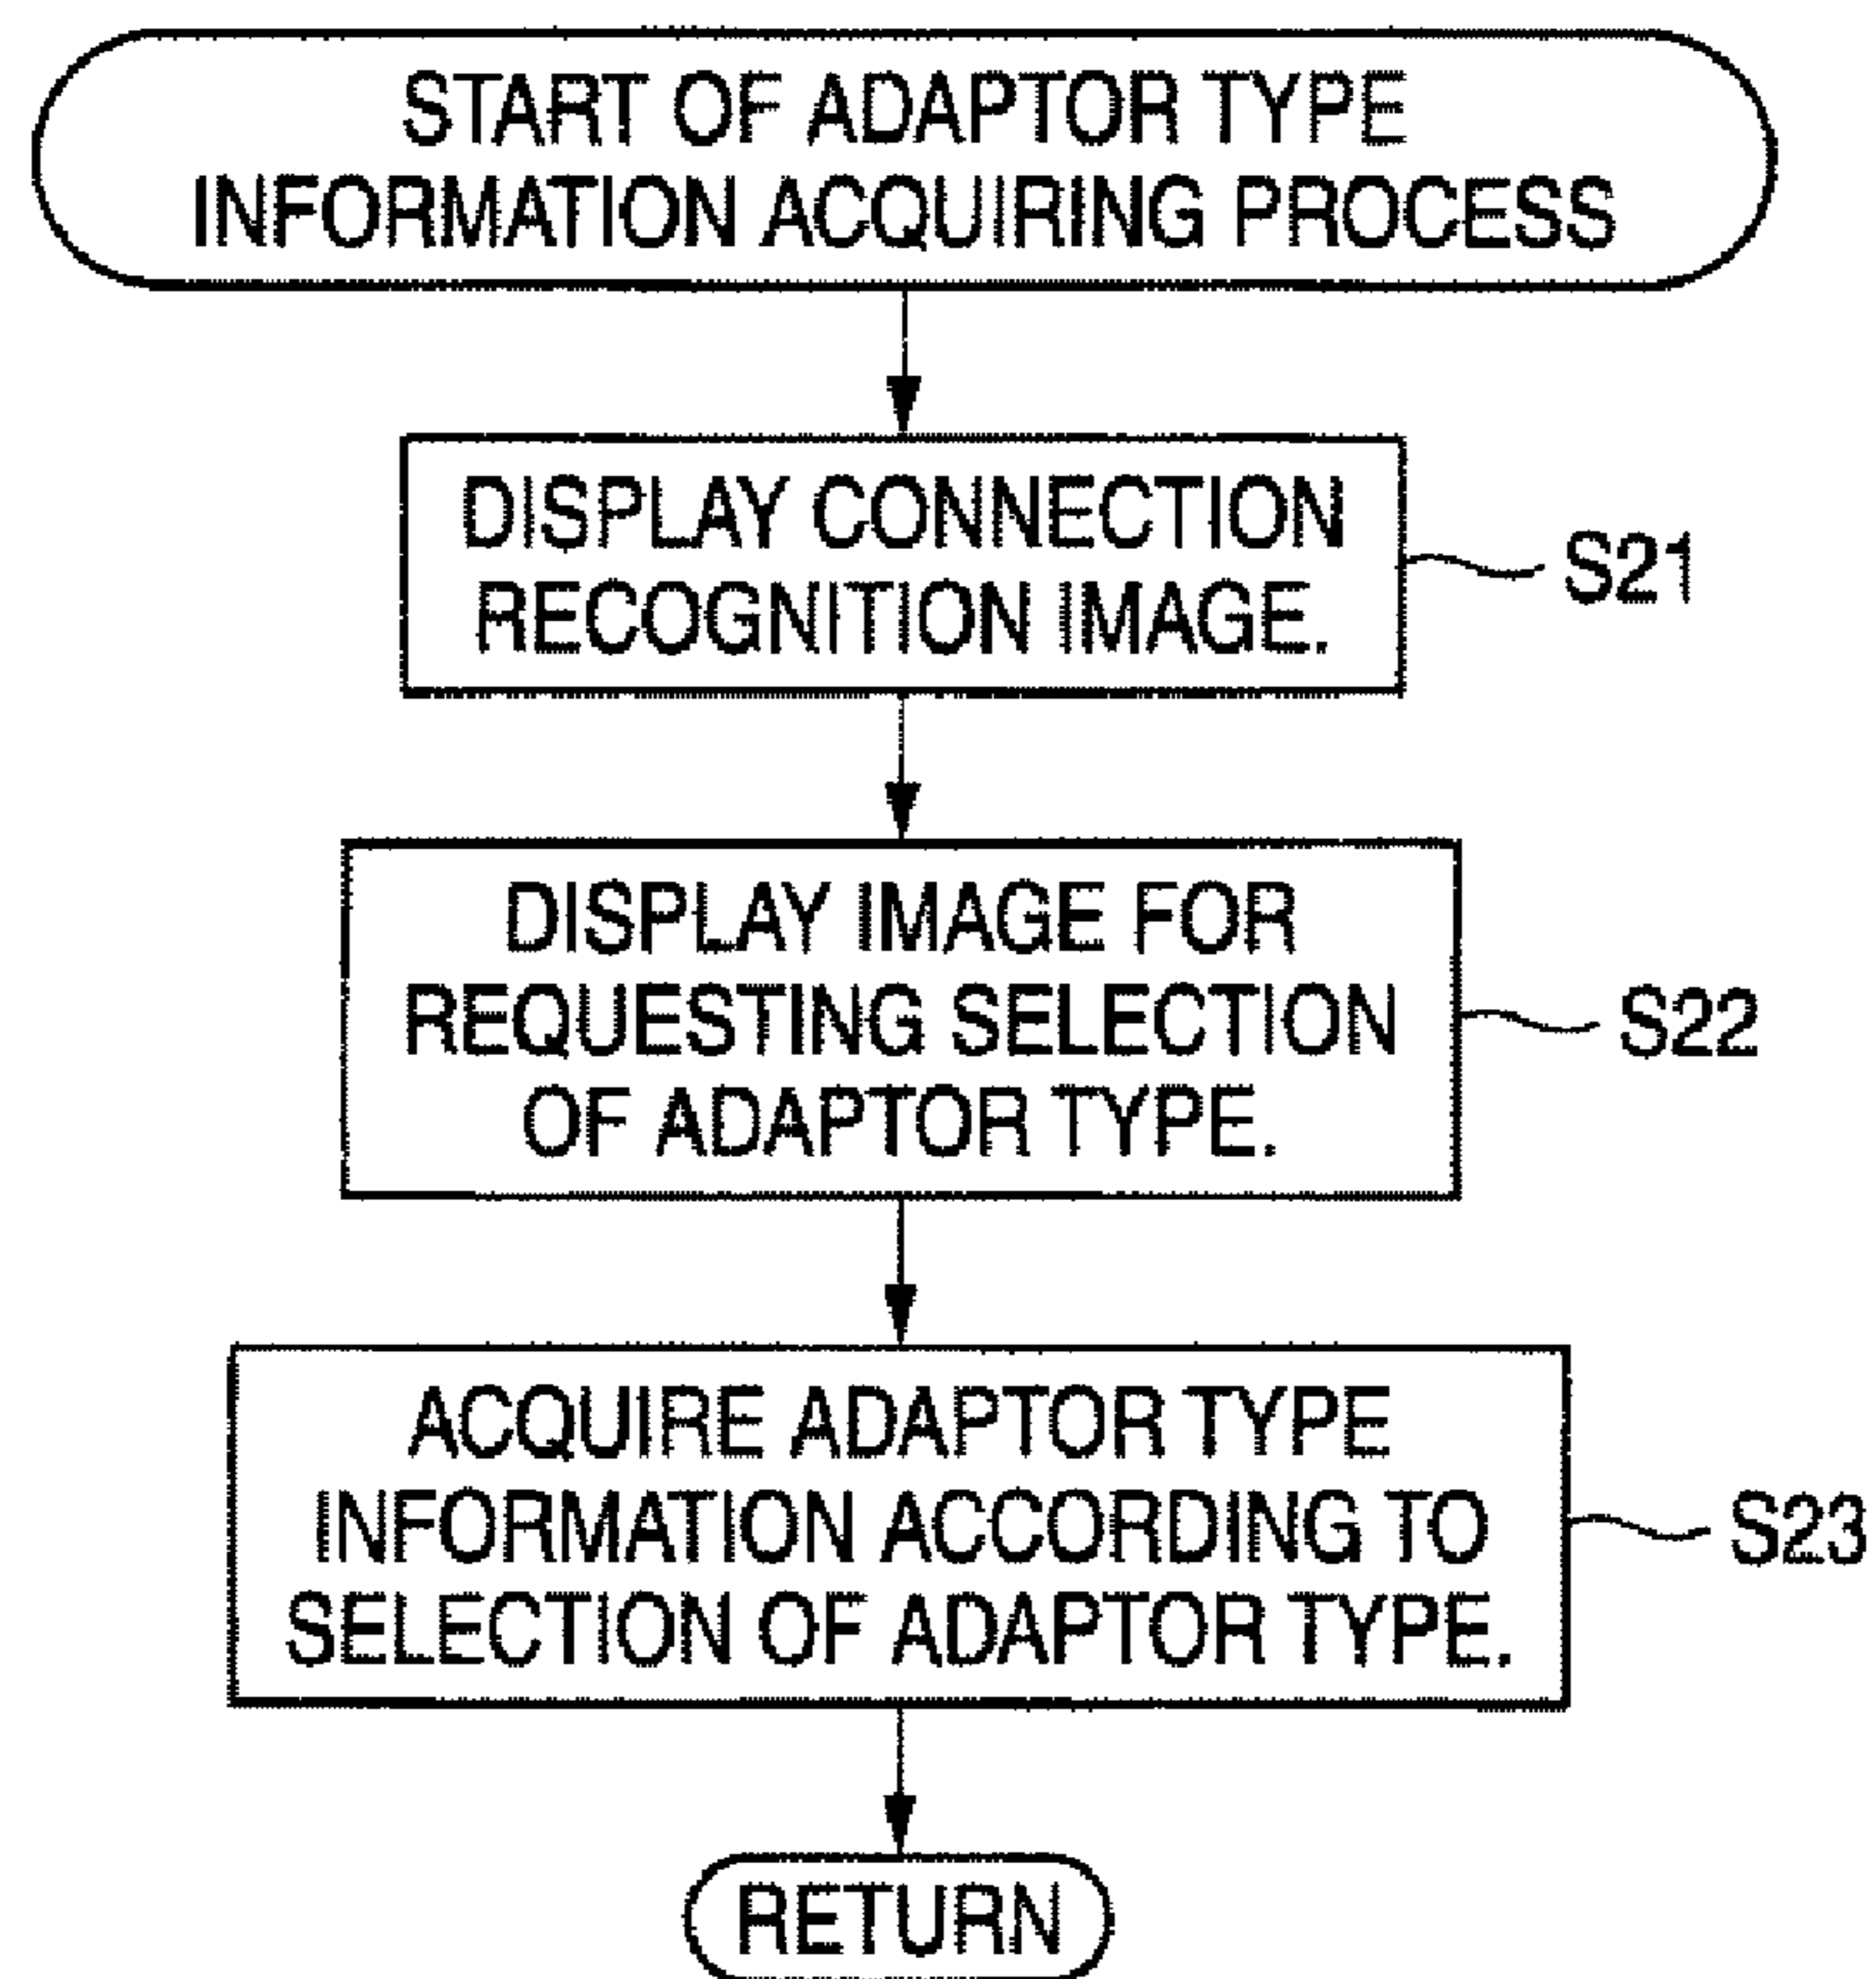 START OF ADAPTOR TYPE
INFORMATION ACQUIRING PROCESS
DISPLAY CONNECTION
RECOGNITION IMAGE.
S21
DISPLAY IMAGE FOR
REQUESTING SELECTION
OF ADAPTOR TYPE.
S22
ACQUIRE ADAPTOR TYPE
INFORMATION ACCORDING TO
SELECTION OF ADAPTOR TYPE.
S23
RETURN